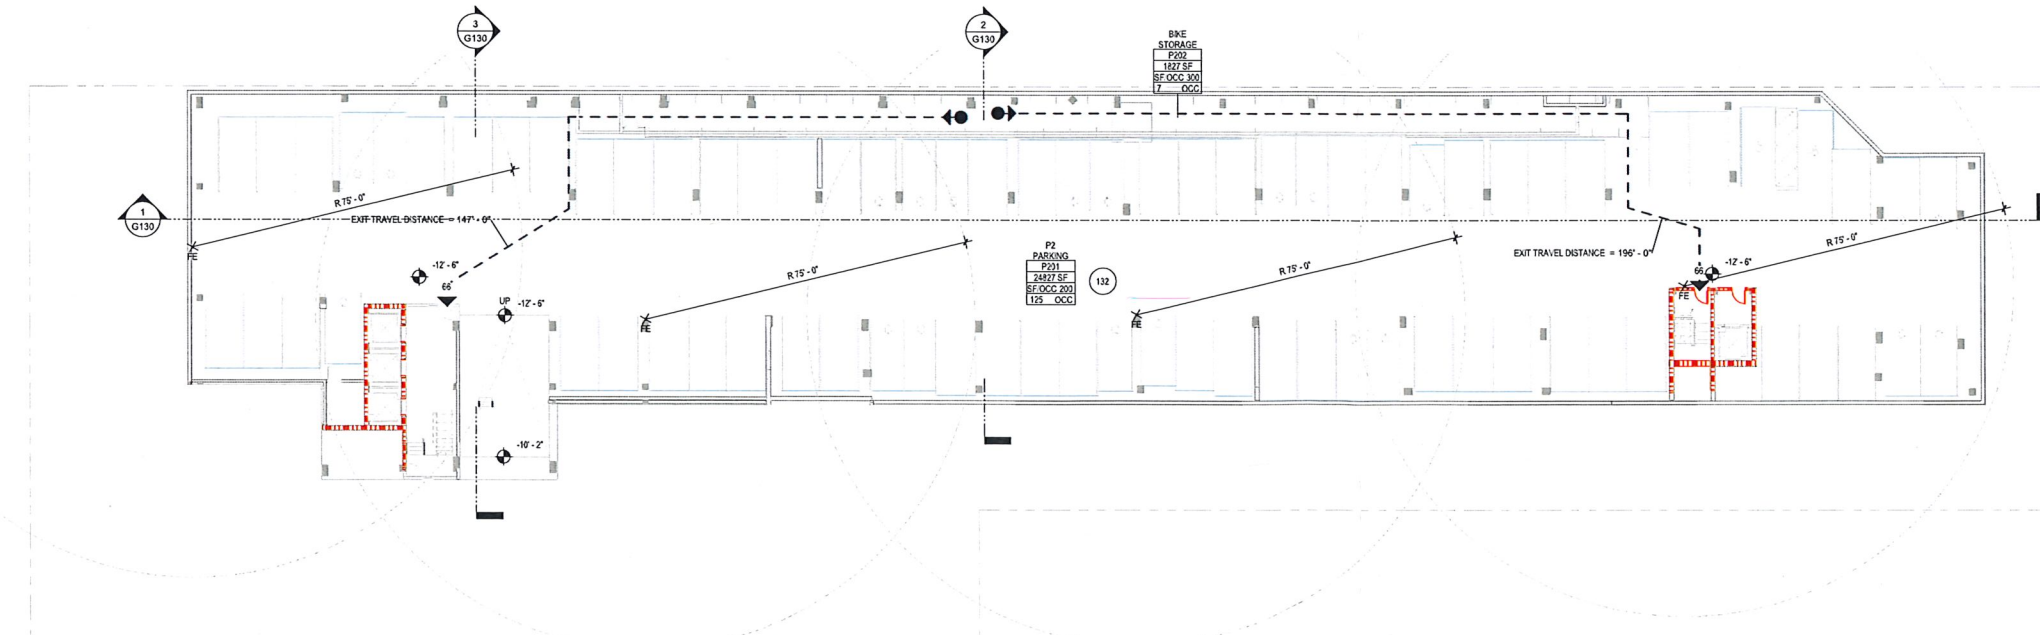 3
G130
2
G130
BIKE
STORAGE
P202
1827 SF
SF OCC 300
7 OCC
1
G130
R 75' - 0"
EXIT TRAVEL DISTANCE = 147' - 0"
FE
-12' - 6"
66"
UP
-12' - 6"
R 75' - 0"
FE
P2
PARKING
P201
24827 SF
SF/OCC 200
125 OCC
132
R 75' - 0"
FE
EXIT TRAVEL DISTANCE = 196' - 0"
R 75' - 0"
66
-12' - 6"
FE
-10' - 2"